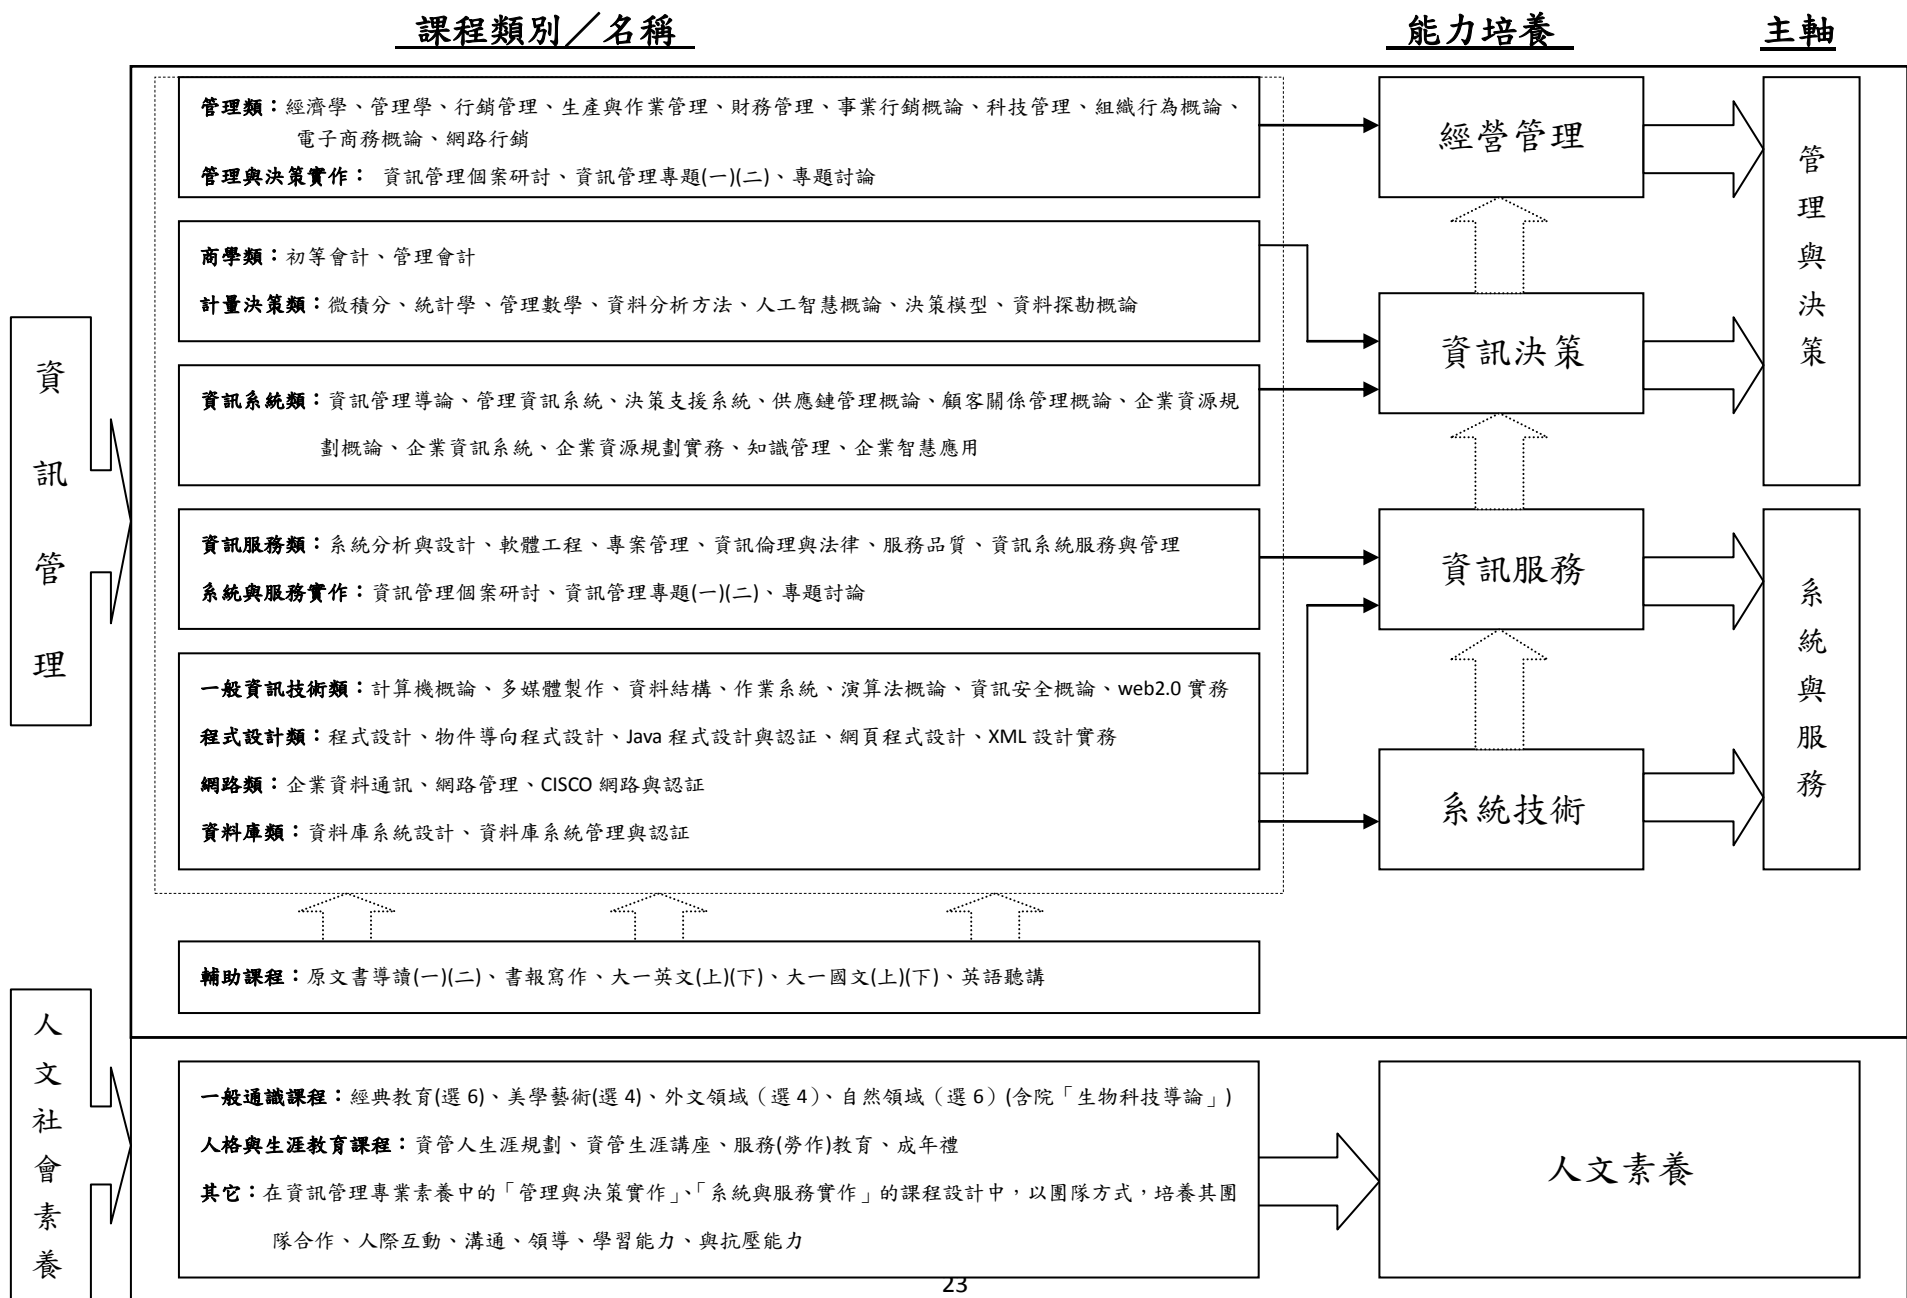 課程類別／名稱
能力培養
主軸
管理類：經濟學、管理學、行銷管理、生產與作業管理、財務管理、事業行銷概論、科技管理、組織行為概論、
電子商務概論、網路行銷
管理與決策實作： 資訊管理個案研討、資訊管理專題(一)(二)、專題討論
經營管理
管理與決策
商學類：初等會計、管理會計
計量決策類：微積分、統計學、管理數學、資料分析方法、人工智慧概論、決策模型、資料探勘概論
資訊決策
資訊管理
資訊系統類：資訊管理導論、管理資訊系統、決策支援系統、供應鏈管理概論、顧客關係管理概論、企業資源規
劃概論、企業資訊系統、企業資源規劃實務、知識管理、企業智慧應用
資訊服務類：系統分析與設計、軟體工程、專案管理、資訊倫理與法律、服務品質、資訊系統服務與管理
系統與服務實作：資訊管理個案研討、資訊管理專題(一)(二)、專題討論
資訊服務
系統與服務
一般資訊技術類：計算機概論、多媒體製作、資料結構、作業系統、演算法概論、資訊安全概論、web2.0 實務
程式設計類：程式設計、物件導向程式設計、Java 程式設計與認証、網頁程式設計、XML 設計實務
網路類：企業資料通訊、網路管理、CISCO 網路與認証
資料庫類：資料庫系統設計、資料庫系統管理與認証
系統技術
輔助課程：原文書導讀(一)(二)、書報寫作、大一英文(上)(下)、大一國文(上)(下)、英語聽講
人文社會素養
一般通識課程：經典教育(選 6)、美學藝術(選 4)、外文領域（選 4）、自然領域（選 6）(含院「生物科技導論」)
人格與生涯教育課程：資管人生涯規劃、資管生涯講座、服務(勞作)教育、成年禮
其它：在資訊管理專業素養中的「管理與決策實作」、「系統與服務實作」的課程設計中，以團隊方式，培養其團
隊合作、人際互動、溝通、領導、學習能力、與抗壓能力
人文素養
23